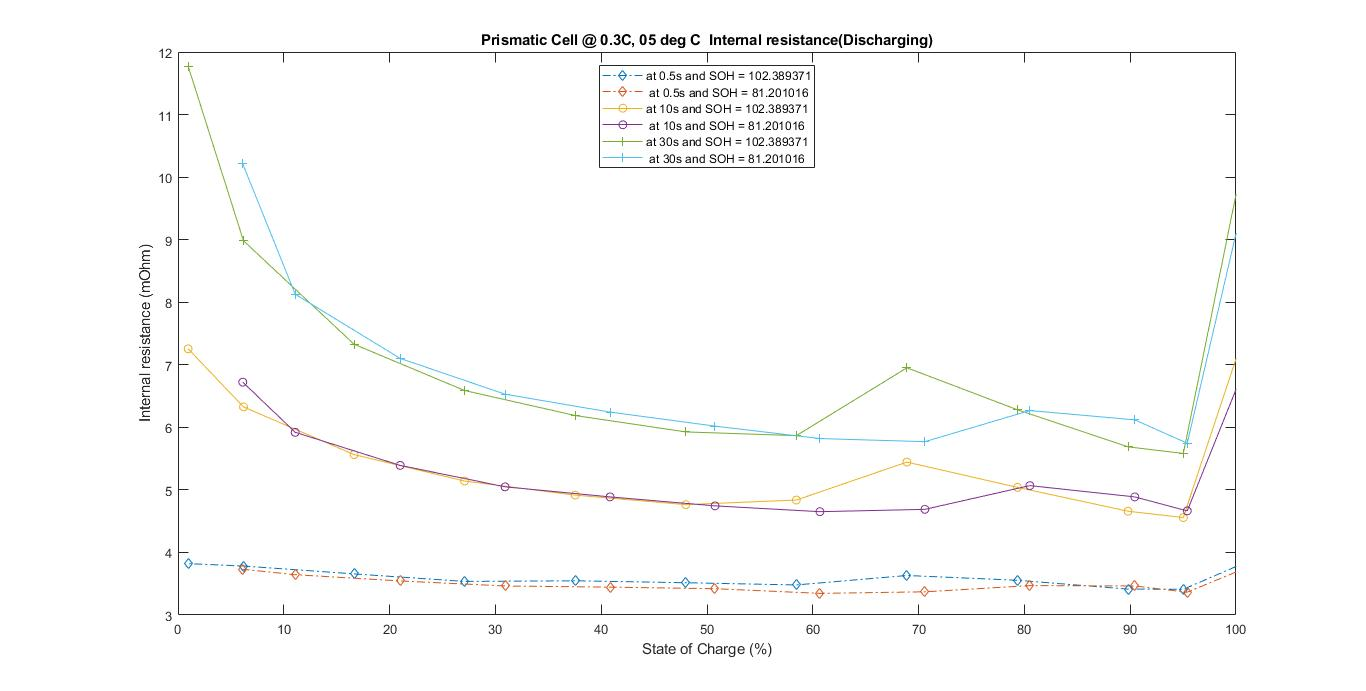 Prismatic Cell @ 0.3C, 05 deg C  Internal resistance(Discharging)
at 0.5s and SOH = 102.389371
at 0.5s and SOH = 81.201016
at 10s and SOH = 102.389371
at 10s and SOH = 81.201016
at 30s and SOH = 102.389371
at 30s and SOH = 81.201016
Internal resistance (mOhm)
12
11
10
9
8
7
6
5
4
3
0 10 20 30 40 50 60 70 80 90 100
State of Charge (%)